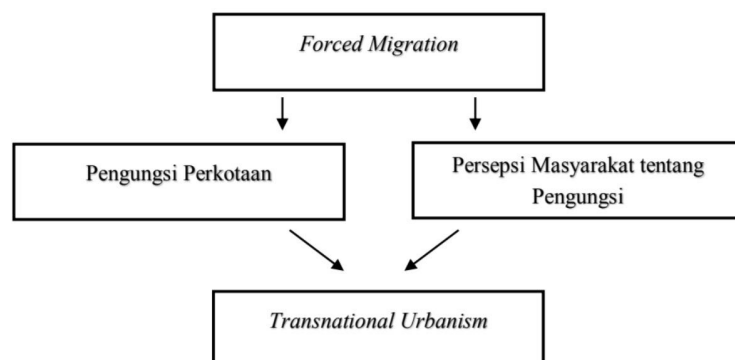 Forced Migration
Pengungsi Perkotaan
Persepsi Masyarakat tentang
Pengungsi
Transnational Urbanism